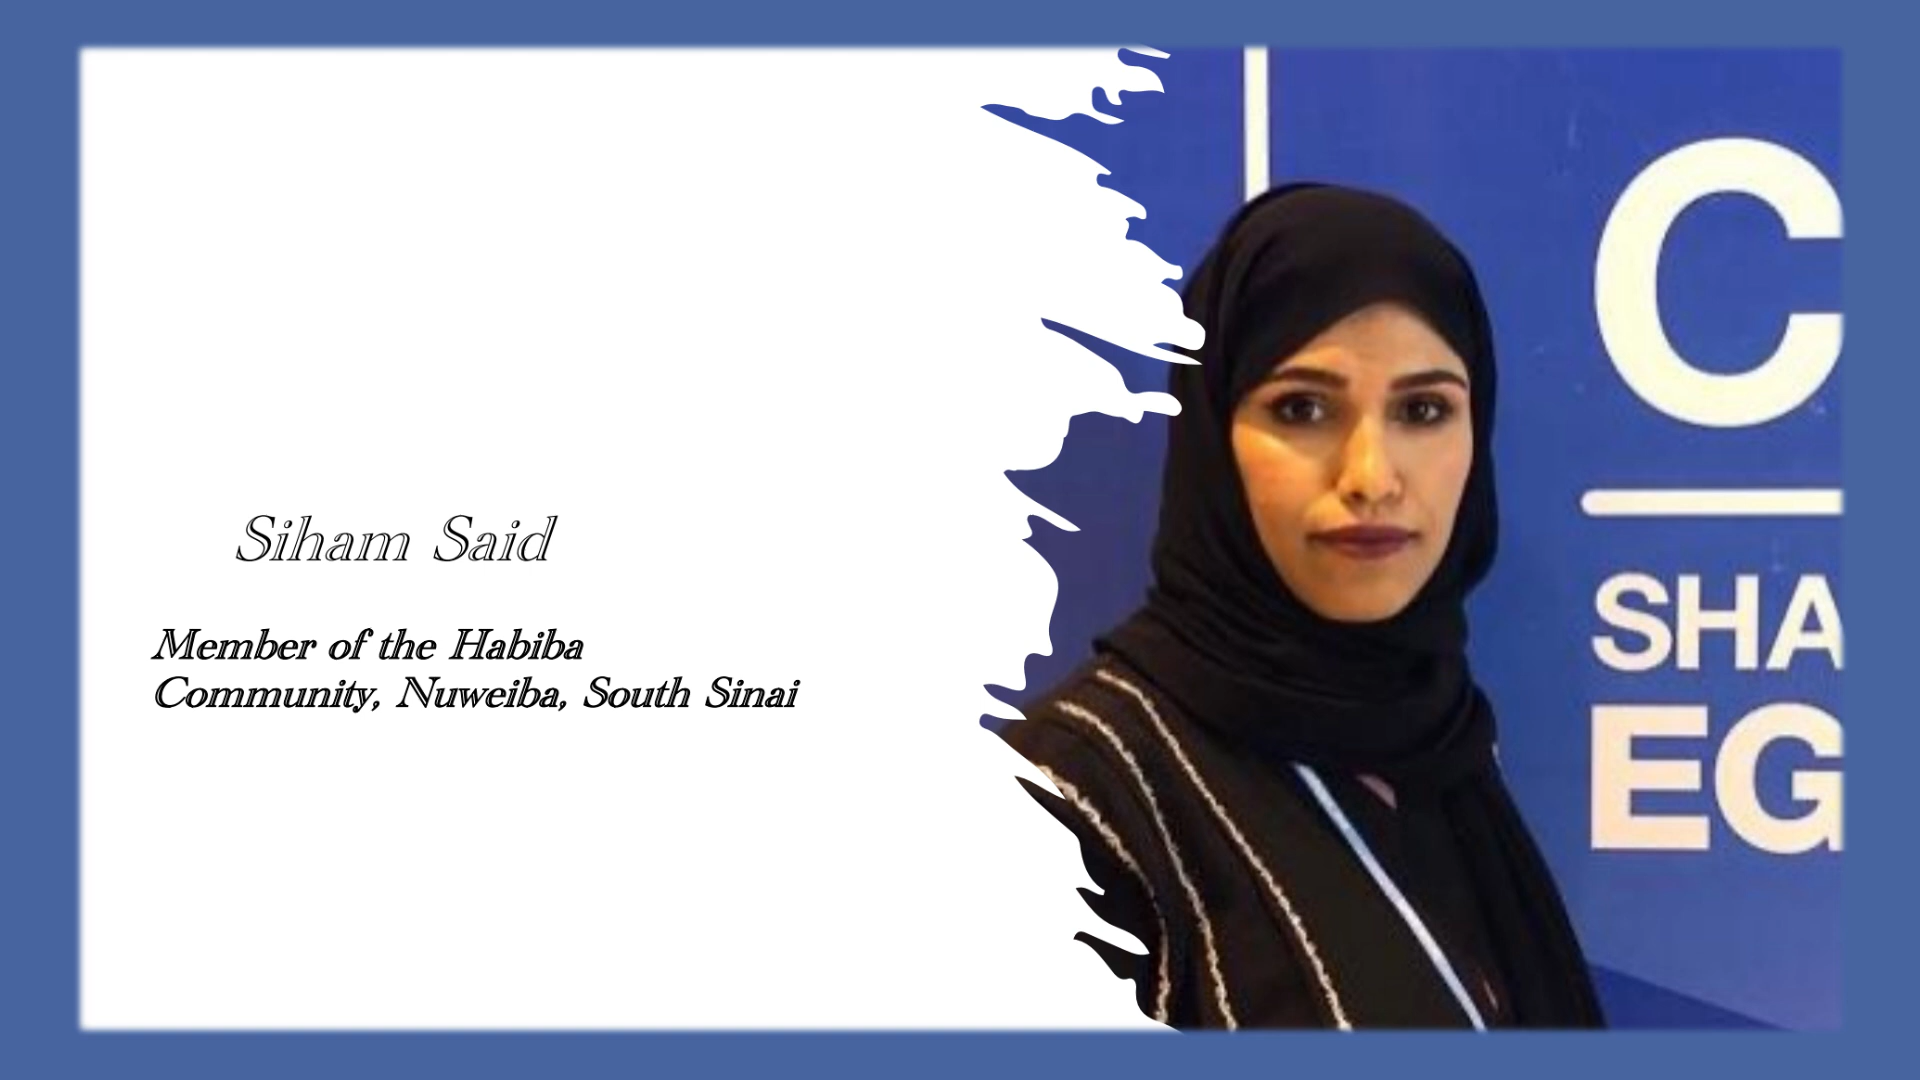 Siham Said
Member of the Habiba
Community, Nuweiba, South Sinai
C
SHA
EG